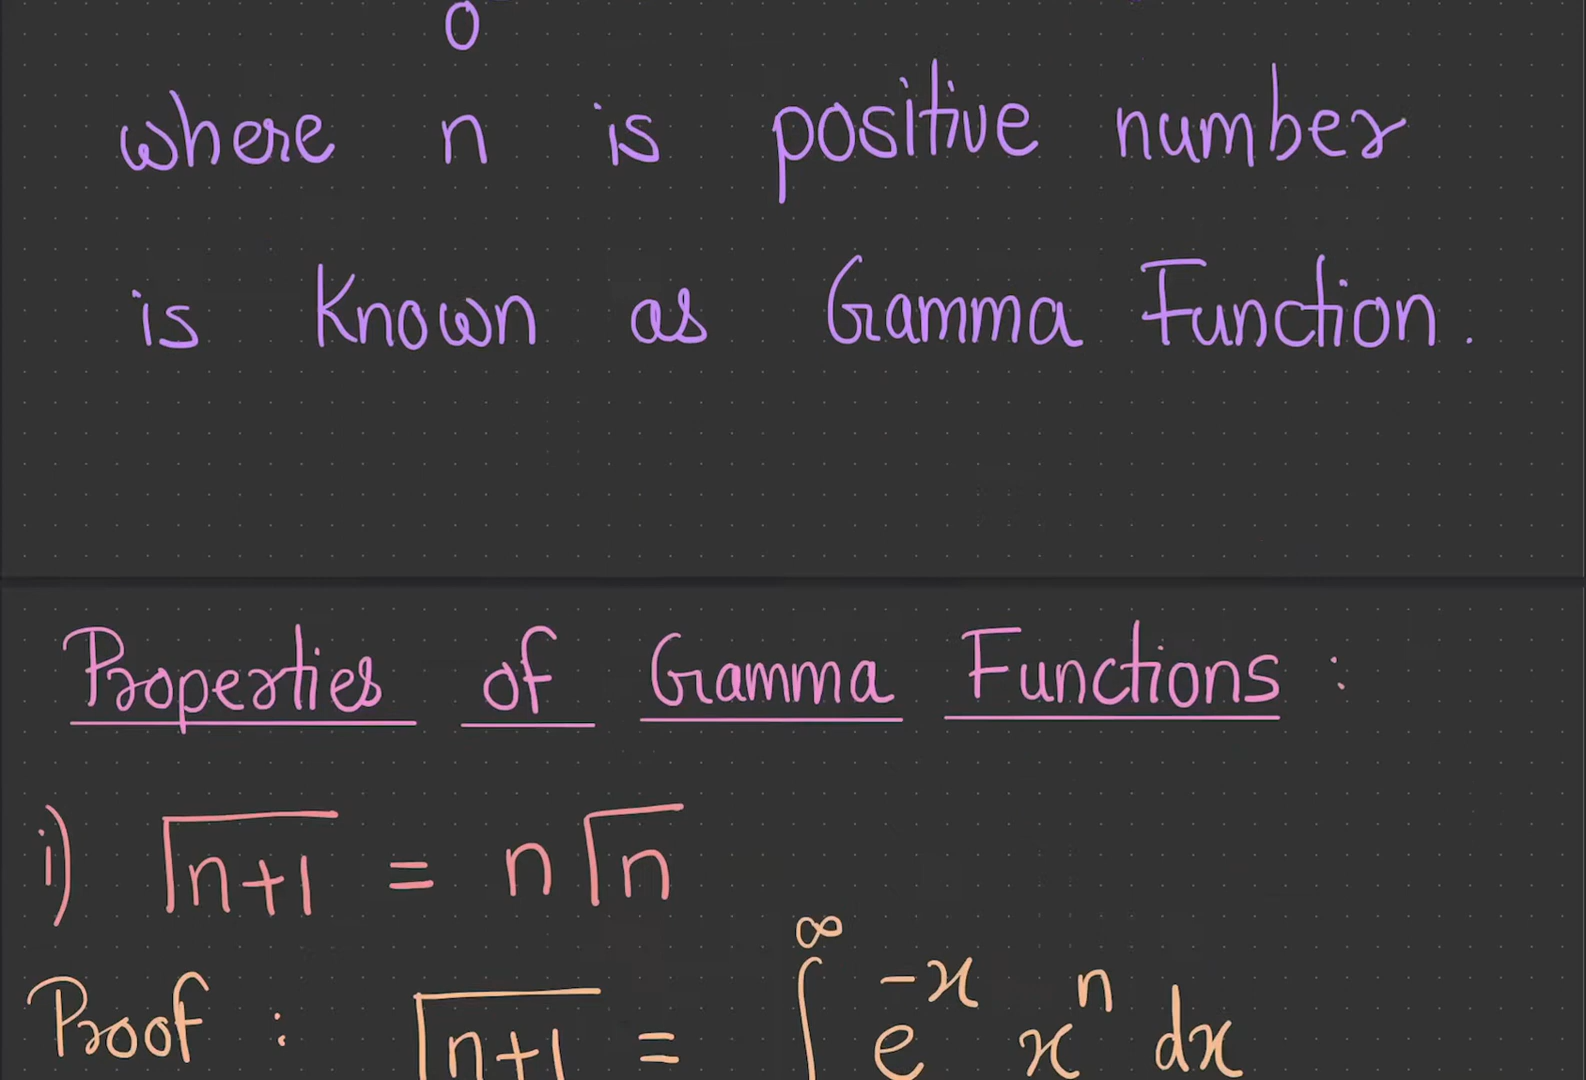 0
where n is positive number
is known as Gamma Function.
Properties of Gamma Functions :
i) Γn+1 = n Γn
∞
Proof : Γn+1 = ∫ e^-x x^n dx